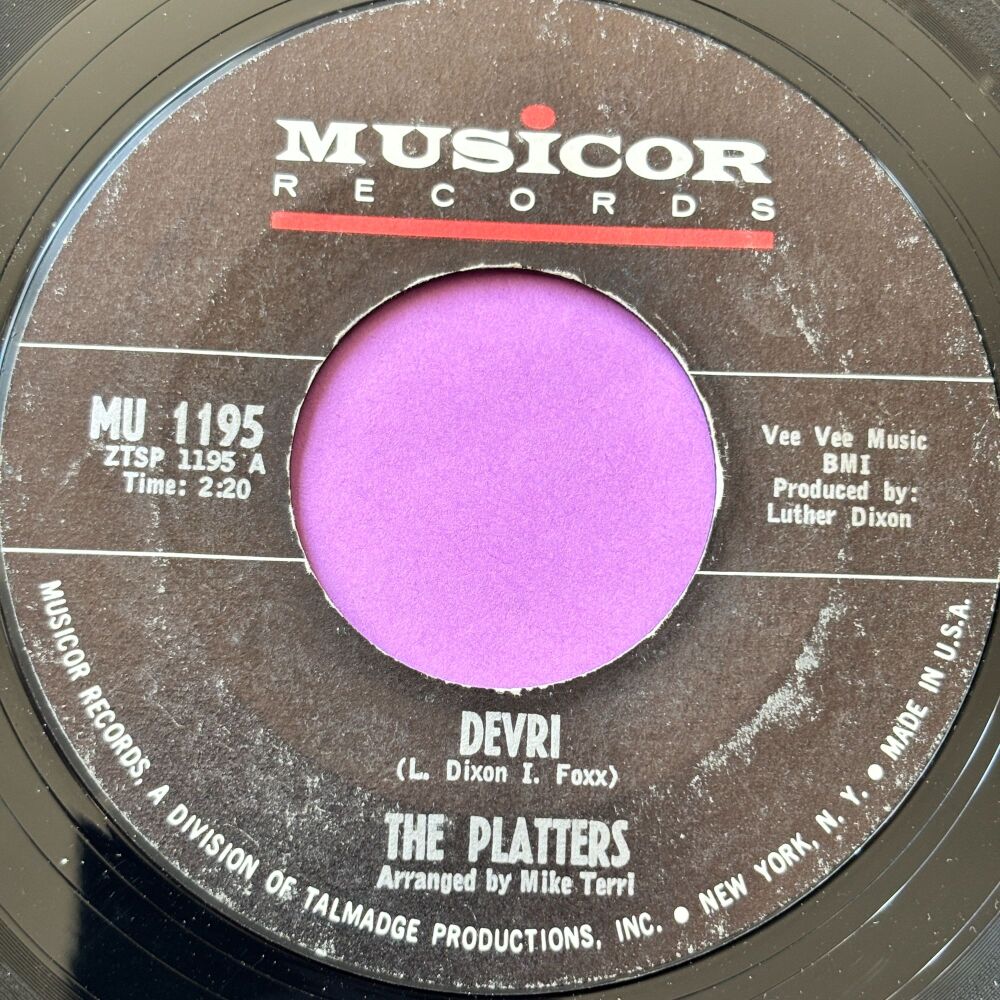 MUSiCOR
RECORDS
MU 1195
ZTSP 1195 A
Time: 2:20
Vee Vee Music
BMI
Produced by:
Luther Dixon
DEVRI
(L. Dixon I. Foxx)
THE PLATTERS
Arranged by Mike Terri
MUSICOR RECORDS, A DIVISION OF TALMADGE PRODUCTIONS, INC. ● NEW YORK, N. Y. ● MADE IN U.S.A.